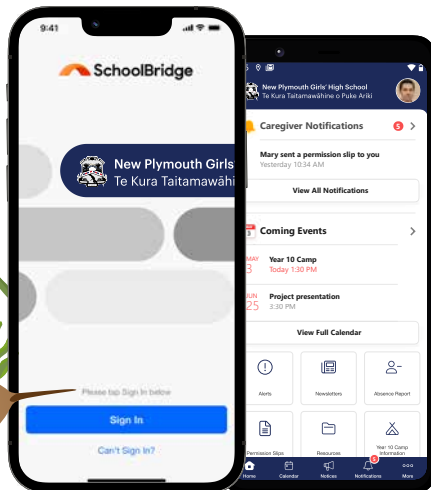 9:41
SchoolBridge
New Plymouth Girls'
Te Kura Taitamawāhi
Please tap Sign In below
Sign In
Can't Sign In?
New Plymouth Girls' High School
Te Kura Taitamawāhine o Puke Ariki
Caregiver Notifications 5
Mary sent a permission slip to you
Yesterday 10:34 AM
View All Notifications
3 Coming Events
MAY Year 10 Camp
3 Today 1:30 PM
JUN Project presentation
25 3:30 PM
View Full Calendar
Alerts Newsletters Absence Report
Permission Slips Resources Year 10 Camp
Information
5
Home Calendar Notices Notifications More